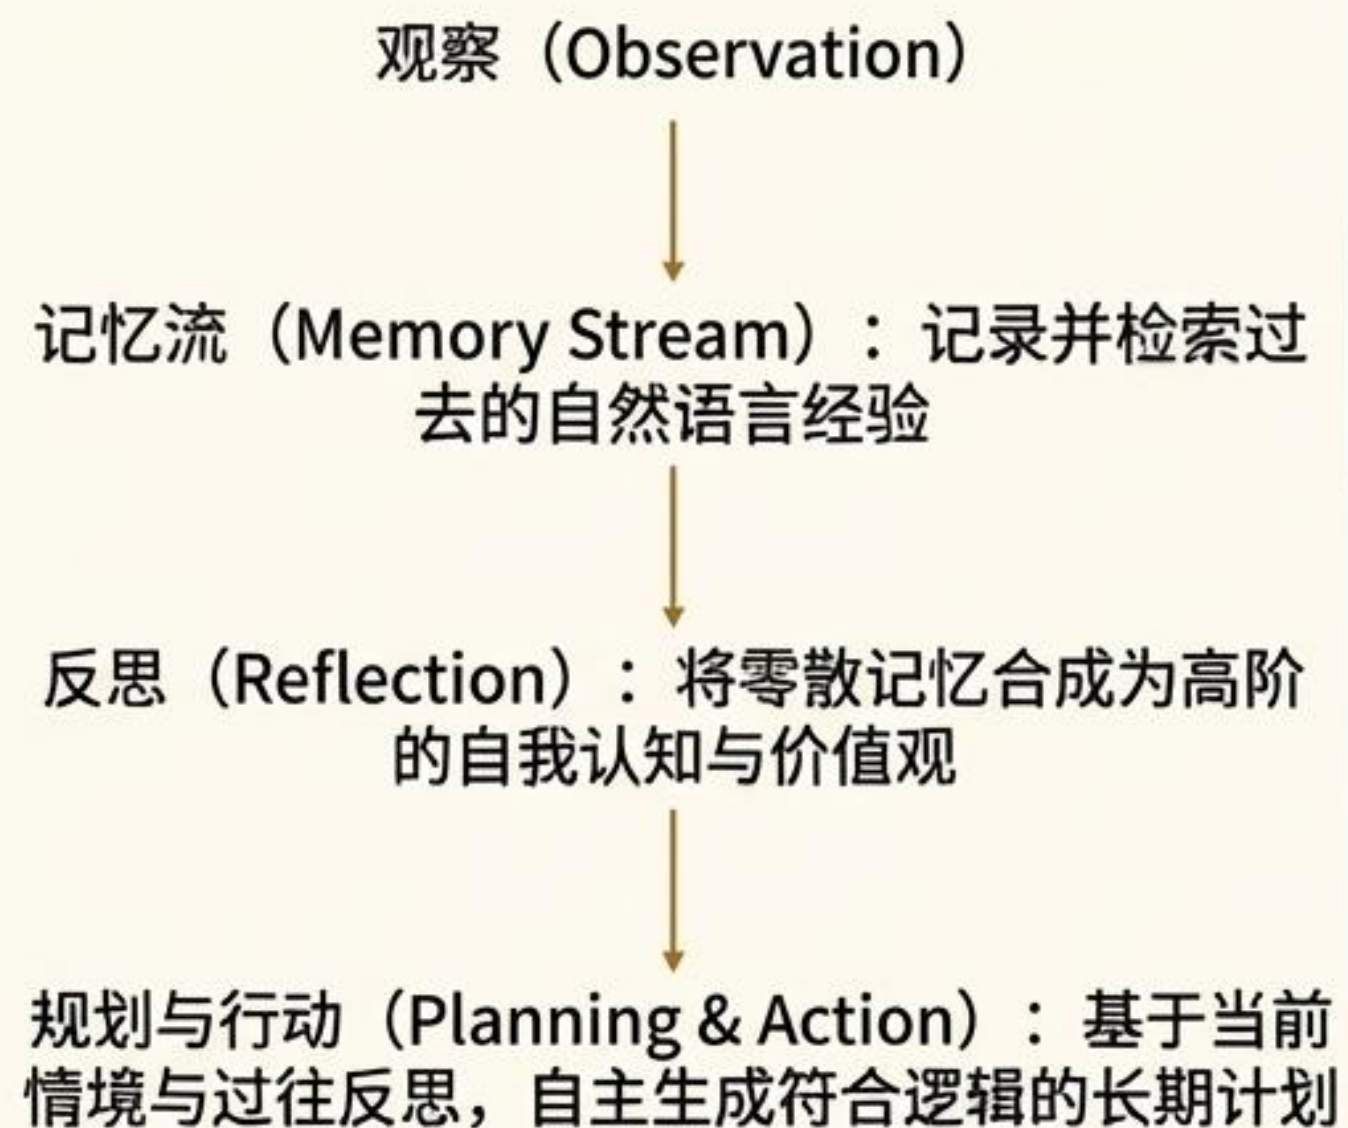 观察（Observation）
记忆流（Memory Stream）：记录并检索过
去的自然语言经验
反思（Reflection）：将零散记忆合成为高阶
的自我认知与价值观
规划与行动（Planning & Action）：基于当前
情境与过往反思，自主生成符合逻辑的长期计划